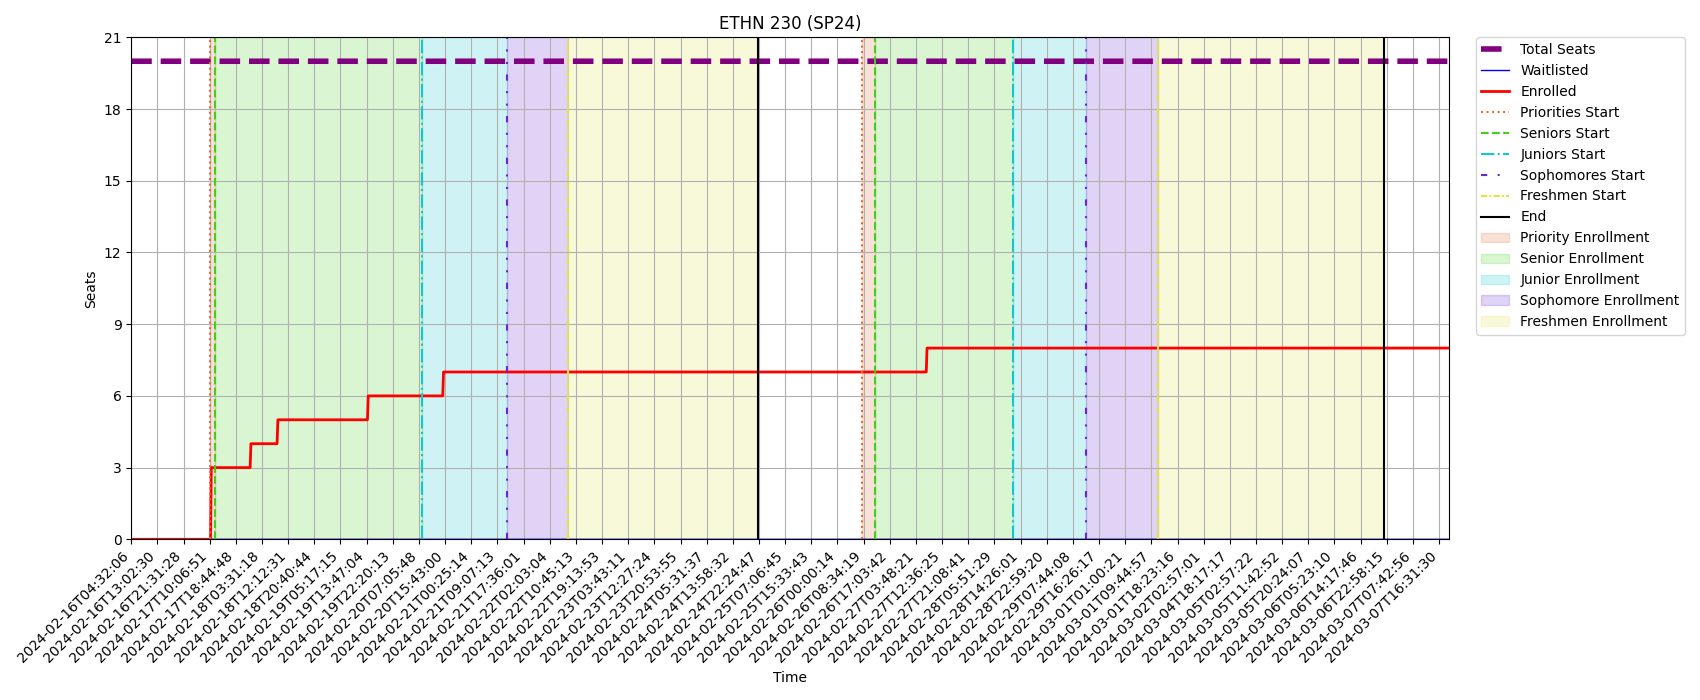 ETHN 230 (SP24)
21
18
15
12
9
6
3
0
Seats
2024-02-16T04:32:06
2024-02-16T13:02:30
2024-02-16T21:31:28
2024-02-17T10:06:51
2024-02-17T18:44:48
2024-02-18T03:31:18
2024-02-18T12:12:31
2024-02-18T20:40:44
2024-02-19T05:17:15
2024-02-19T13:47:04
2024-02-19T22:20:13
2024-02-20T07:05:48
2024-02-20T15:43:00
2024-02-21T00:25:14
2024-02-21T09:07:13
2024-02-21T17:36:01
2024-02-22T02:03:04
2024-02-22T10:45:13
2024-02-22T19:13:53
2024-02-23T03:43:11
2024-02-23T12:27:24
2024-02-23T20:53:55
2024-02-24T05:31:37
2024-02-24T13:58:32
2024-02-24T22:24:47
2024-02-25T07:06:45
2024-02-25T15:33:43
2024-02-26T00:00:14
2024-02-26T08:34:19
2024-02-26T17:03:42
2024-02-27T03:48:21
2024-02-27T12:36:25
2024-02-27T21:08:41
2024-02-28T05:51:29
2024-02-28T14:26:01
2024-02-28T22:59:20
2024-02-29T07:44:08
2024-02-29T16:26:17
2024-03-01T01:00:21
2024-03-01T09:44:57
2024-03-01T18:23:16
2024-03-02T02:57:01
2024-03-04T18:17:17
2024-03-05T02:57:22
2024-03-05T11:42:52
2024-03-05T20:24:07
2024-03-06T05:23:10
2024-03-06T14:17:46
2024-03-06T22:58:15
2024-03-07T07:42:56
2024-03-07T16:31:30
Time
Total Seats
Waitlisted
Enrolled
Priorities Start
Seniors Start
Juniors Start
Sophomores Start
Freshmen Start
End
Priority Enrollment
Senior Enrollment
Junior Enrollment
Sophomore Enrollment
Freshmen Enrollment